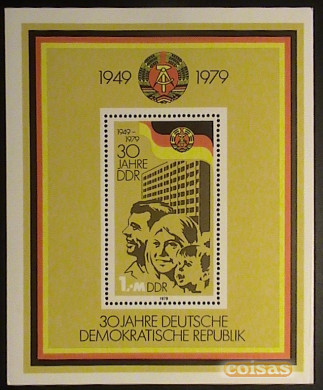 1949 1979
1949–
1979
30
JAHRE
DDR
1.-M DDR
1979
30 JAHRE DEUTSCHE
DEMOKRATISCHE REPUBLIK
coisas